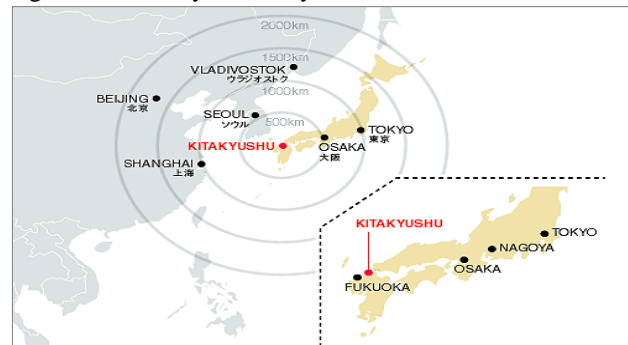 2000km
1500km
VLADIVOSTOK
ウラジオストク
1000km
BEIJING
北京
SEOUL
ソウル
500km
TOKYO
東京
KITAKYUSHU
OSAKA
大阪
SHANGHAI
上海
KITAKYUSHU
TOKYO
NAGOYA
OSAKA
FUKUOKA